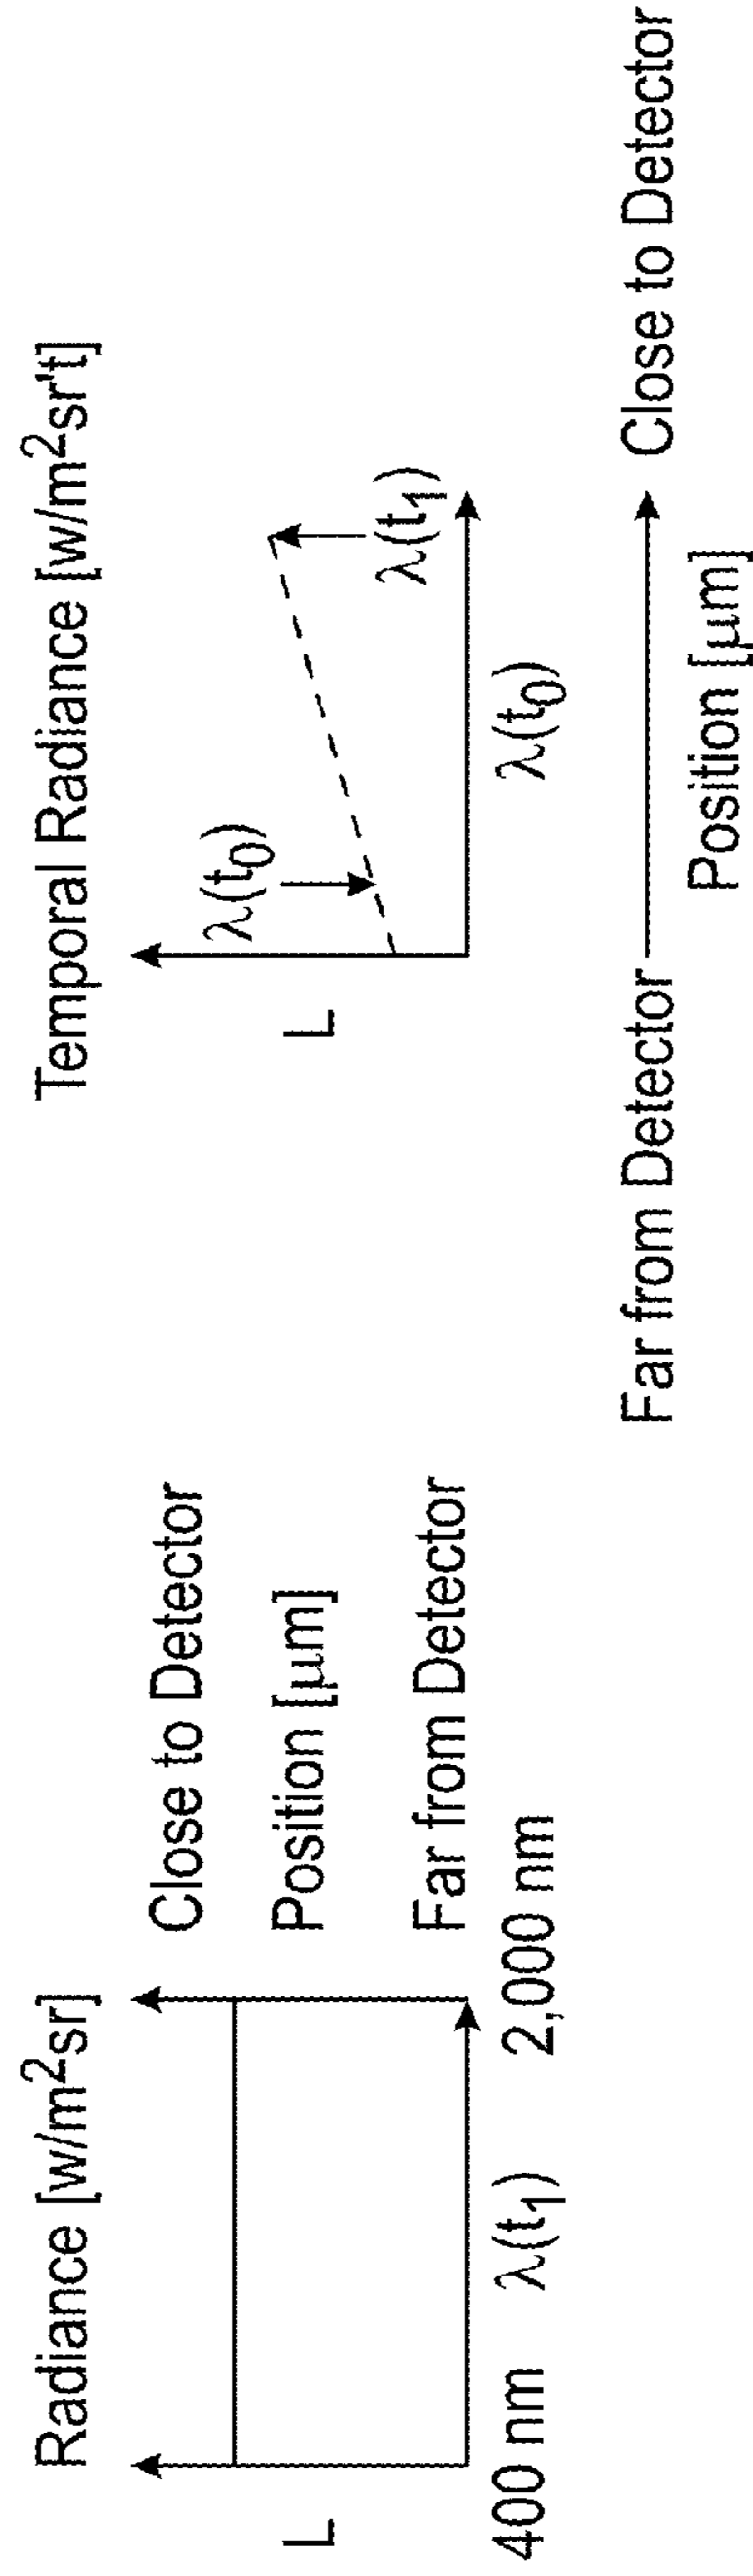 Radiance [w/m²sr]
L
Close to Detector
Position [μm]
Far from Detector
400 nm λ(t₁) 2,000 nm
Temporal Radiance [w/m²sr't]
L
λ(t₀)
λ(t₁)
λ(t₀)
Far from Detector
Close to Detector
Position [μm]